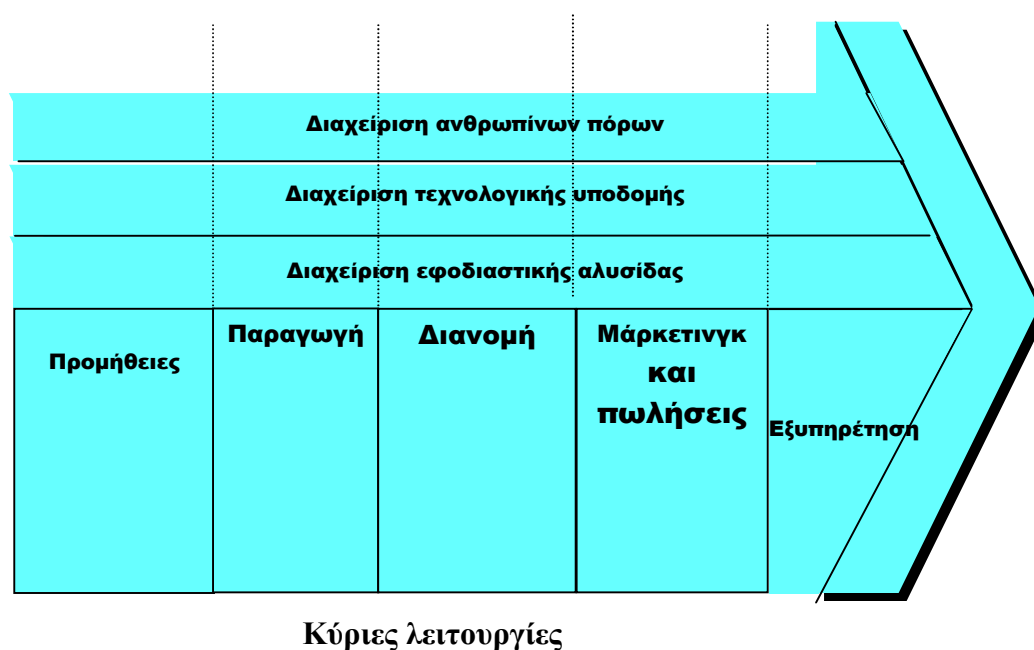 Διαχείριση ανθρωπίνων πόρων
Διαχείριση τεχνολογικής υποδομής
Διαχείριση εφοδιαστικής αλυσίδας
Προμήθειες
Παραγωγή
Διανομή
Μάρκετινγκ
και
πωλήσεις
Εξυπηρέτηση
Κύριες λειτουργίες